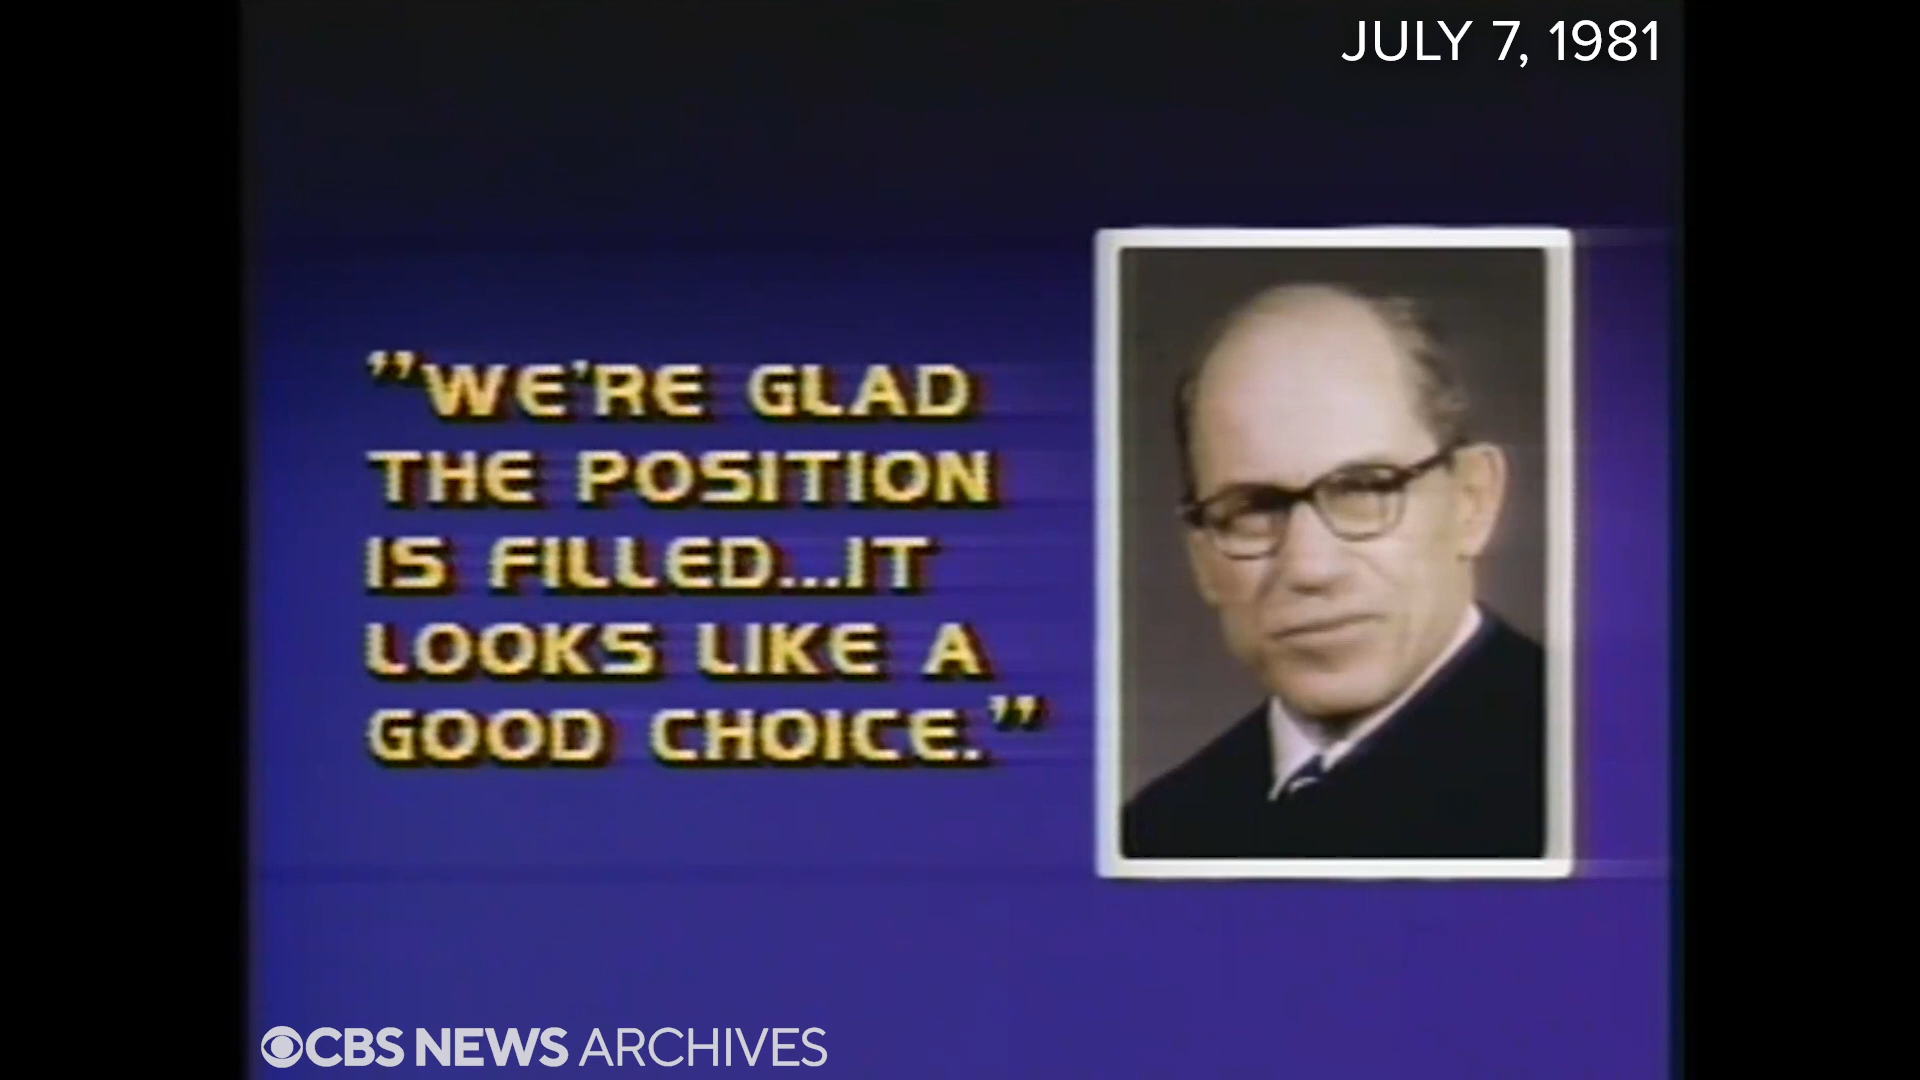 JULY 7, 1981
"WE'RE GLAD
THE POSITION
IS FILLED...IT
LOOKS LIKE A
GOOD CHOICE."
CBS NEWS ARCHIVES